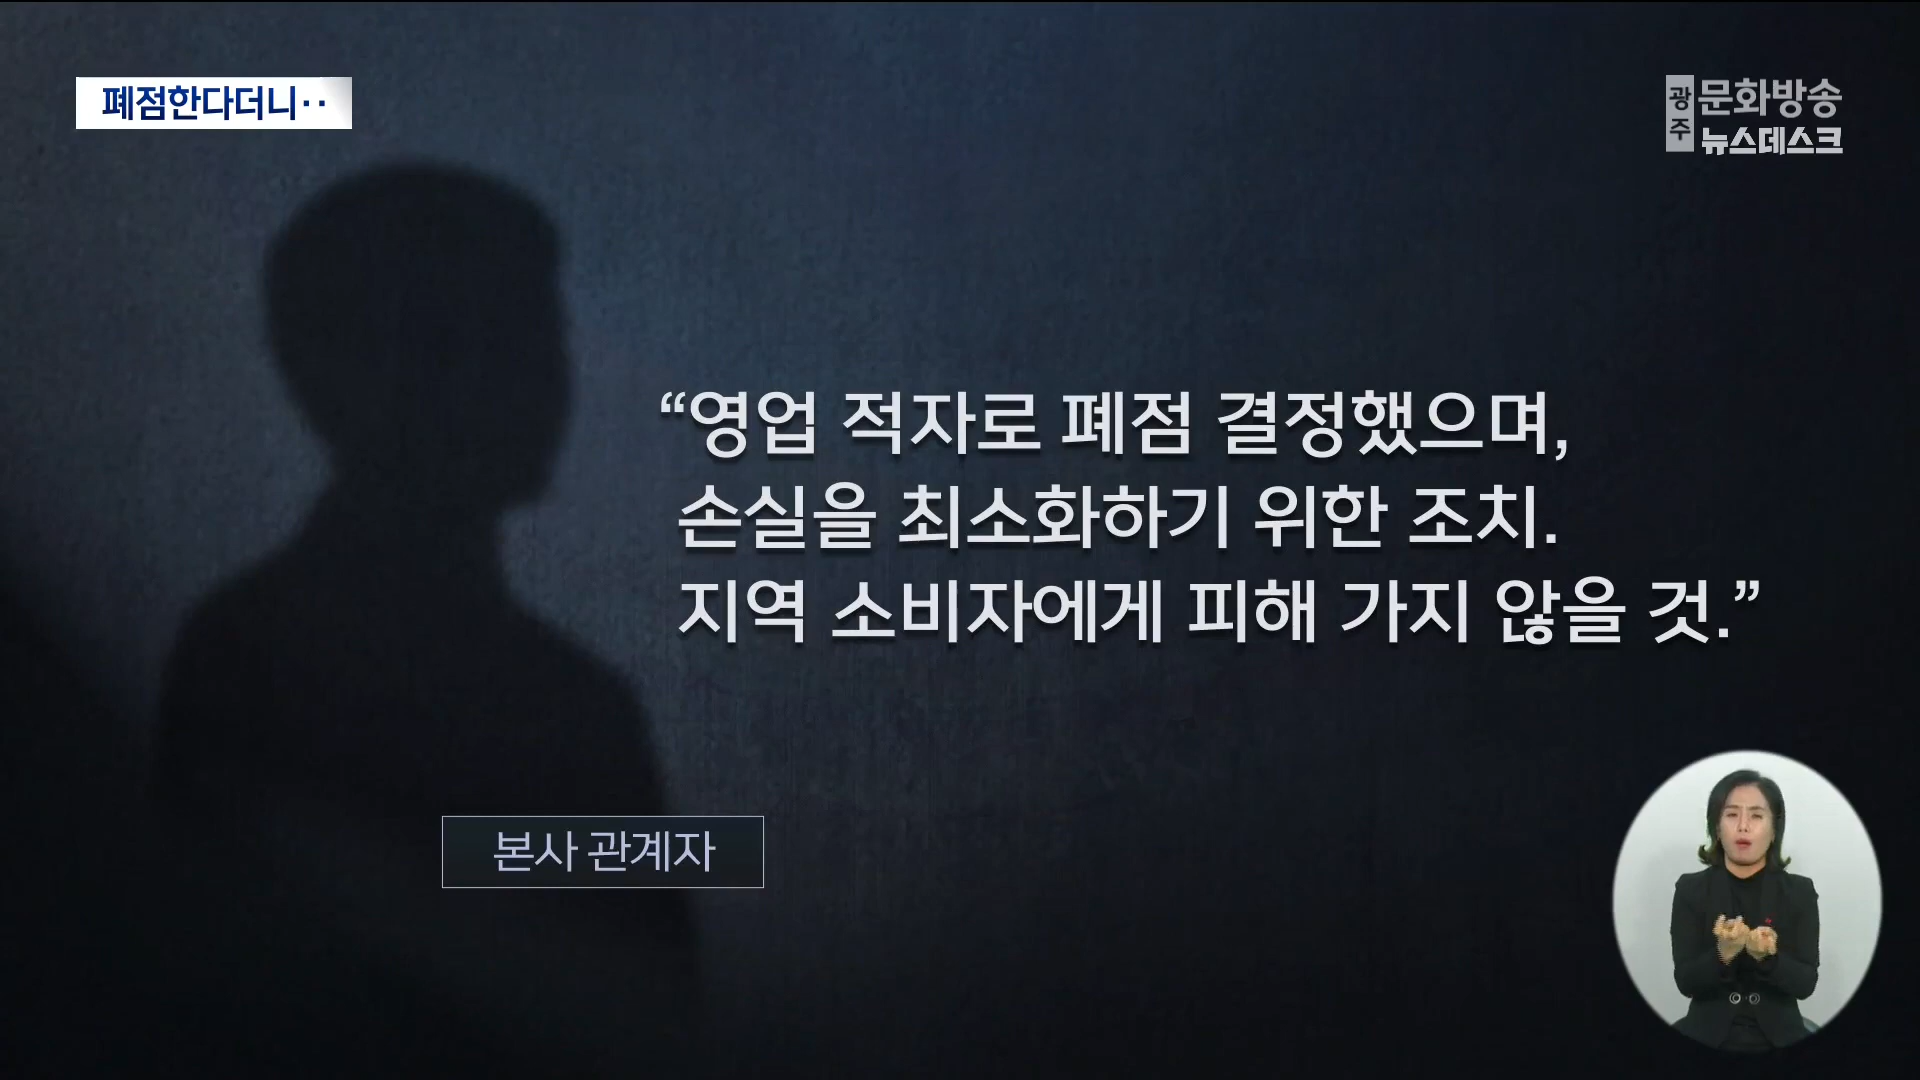 폐점한다더니‥
광주
문화방송
뉴스데스크
“영업 적자로 폐점 결정했으며,
손실을 최소화하기 위한 조치.
지역 소비자에게 피해 가지 않을 것.”
본사 관계자